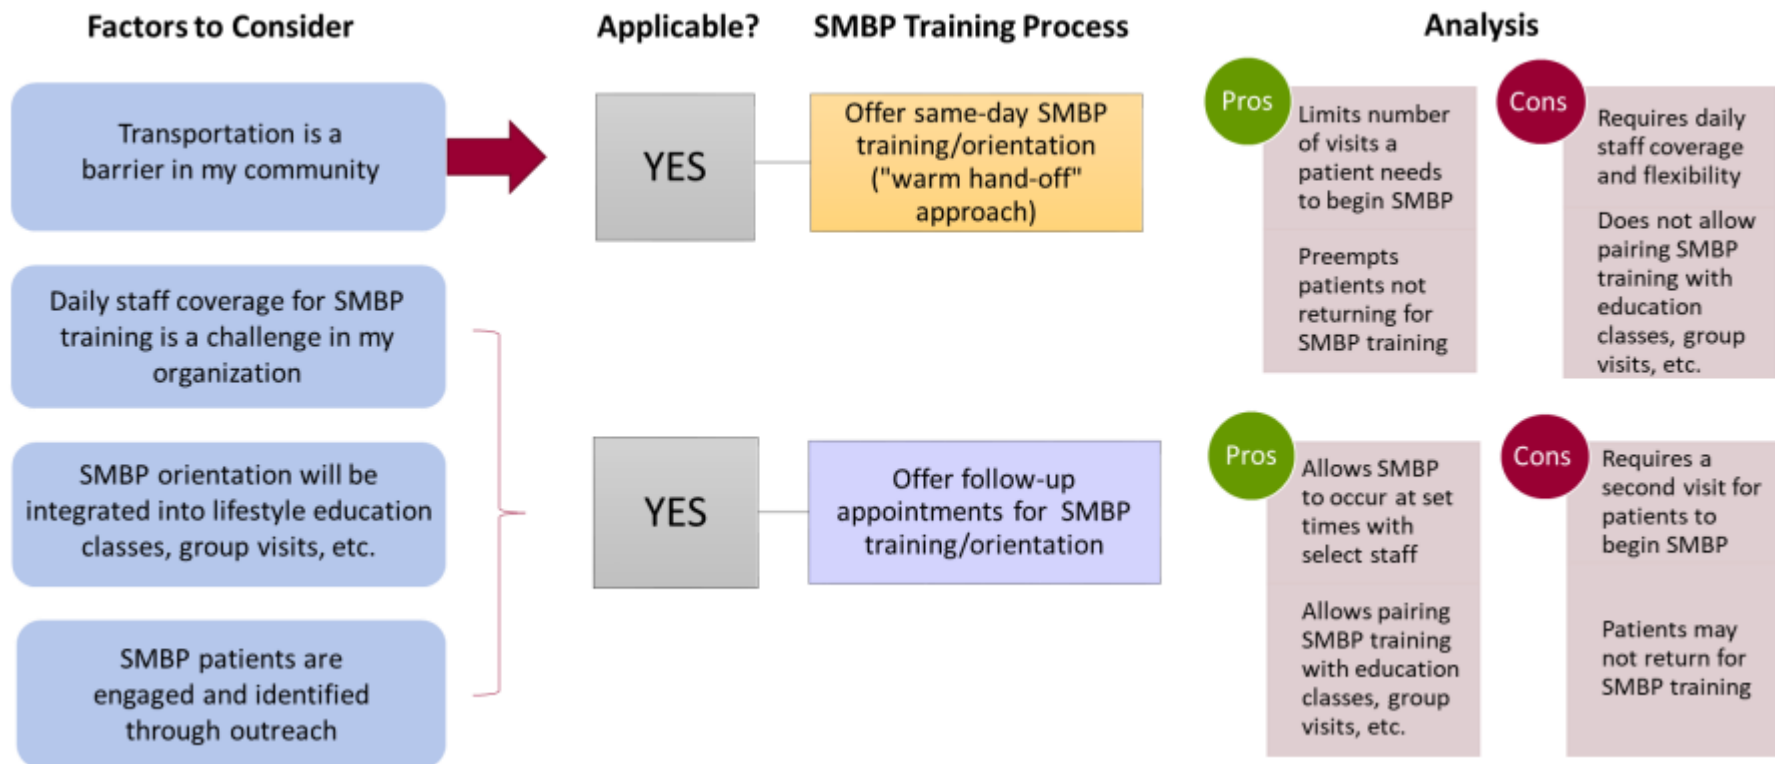 Factors to Consider
Applicable?
SMBP Training Process
Analysis
Transportation is a
barrier in my community
YES
Offer same-day SMBP
training/orientation
("warm hand-off"
approach)
Pros
Limits number
of visits a
patient needs
to begin SMBP
Preempts
patients not
returning for
SMBP training
Cons
Requires daily
staff coverage
and flexibility
Does not allow
pairing SMBP
training with
education
classes, group
visits, etc.
Daily staff coverage for SMBP
training is a challenge in my
organization
SMBP orientation will be
integrated into lifestyle education
classes, group visits, etc.
SMBP patients are
engaged and identified
through outreach
YES
Offer follow-up
appointments for SMBP
training/orientation
Pros
Allows SMBP
to occur at set
times with
select staff
Allows pairing
SMBP training
with education
classes, group
visits, etc.
Cons
Requires a
second visit for
patients to
begin SMBP
Patients may
not return for
SMBP training